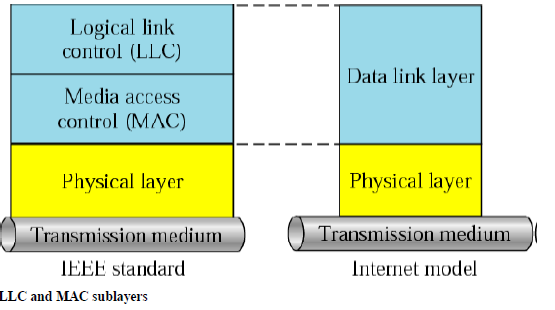 Logical link
control (LLC)
Media access
control (MAC)
Physical layer
Transmission medium
IEEE standard
Data link layer
Physical layer
Transmission medium
Internet model
LLC and MAC sublayers